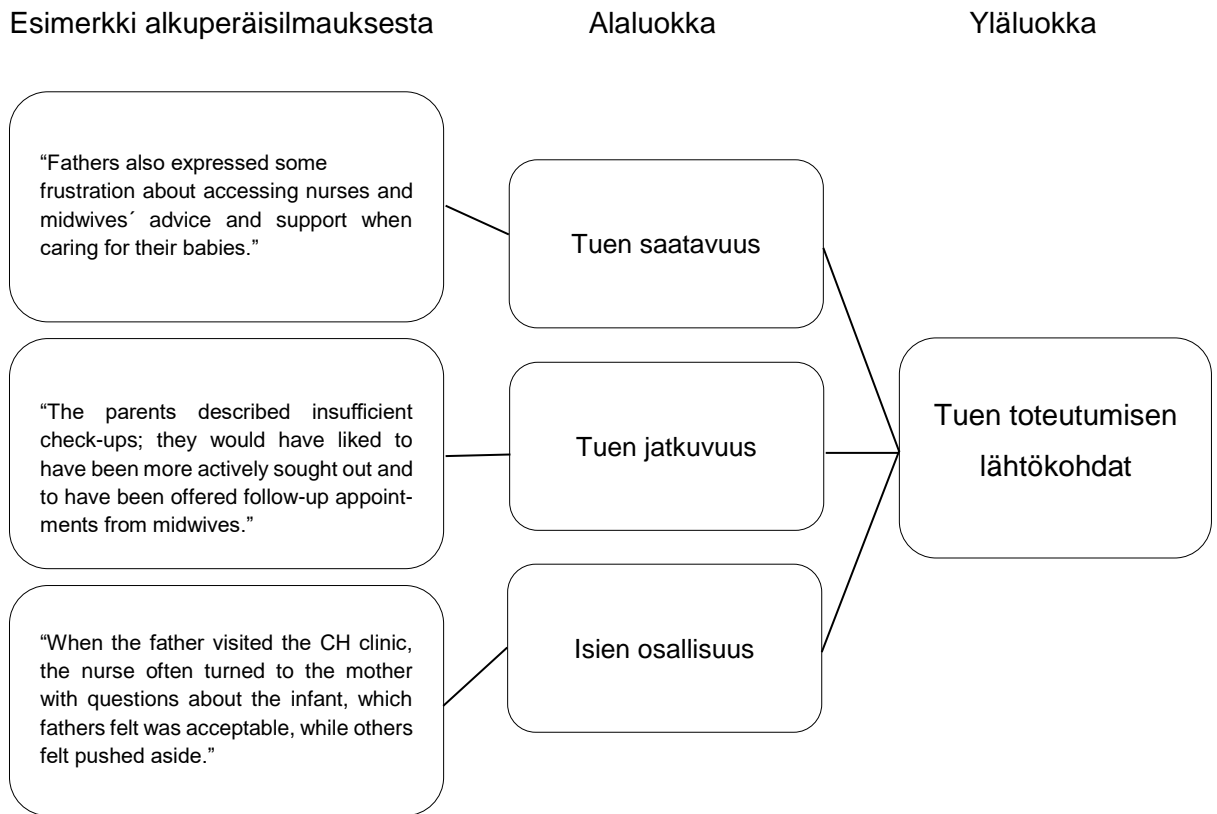 Esimerkki alkuperäisilmauksesta
Alaluokka
Yläluokka
“Fathers also expressed some
frustration about accessing nurses and
midwives´ advice and support when
caring for their babies.”
Tuen saatavuus
“The parents described insufficient
check-ups; they would have liked to
have been more actively sought out and
to have been offered follow-up appoint-
ments from midwives.”
Tuen jatkuvuus
Tuen toteutumisen
lähtökohdat
“When the father visited the CH clinic,
the nurse often turned to the mother
with questions about the infant, which
fathers felt was acceptable, while others
felt pushed aside.”
Isien osallisuus